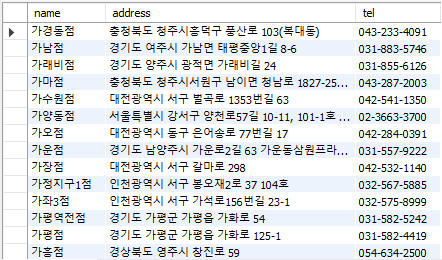 name address tel
가경동점 충청북도 청주시흥덕구 풍산로 103(복대동) 043-233-4091
가남점 경기도 여주시 가남면 태평중앙1길 8-6 031-883-5746
가래비점 경기도 양주시 광적면 가래비길 24 031-855-6126
가마점 충청북도 청주시서원구 남이면 청남로 1827-25... 043-287-2003
가수원점 대전광역시 서구 벌곡로 1353번길 63 042-541-1350
가양동점 서울특별시 강서구 양천로57길 10-11, 101-1호 ... 02-3663-3700
가오점 대전광역시 동구 은어송로 77번길 17 042-284-0391
가운점 경기도 남양주시 가운로2길 63 가운동삼원프라... 031-557-9222
가장점 대전광역시 서구 갈마로 298 042-532-1140
가정지구1점 인천광역시 서구 봉오재2로 37 104호 032-567-5885
가좌3점 인천광역시 서구 가석로156번길 23-1 032-575-8999
가평역전점 경기도 가평군 가평읍 가화로 54 031-582-5242
가평점 경기도 가평군 가평읍 가화로 125-1 031-582-4419
가흥점 경상북도 영주시 창진로 59 054-634-2500